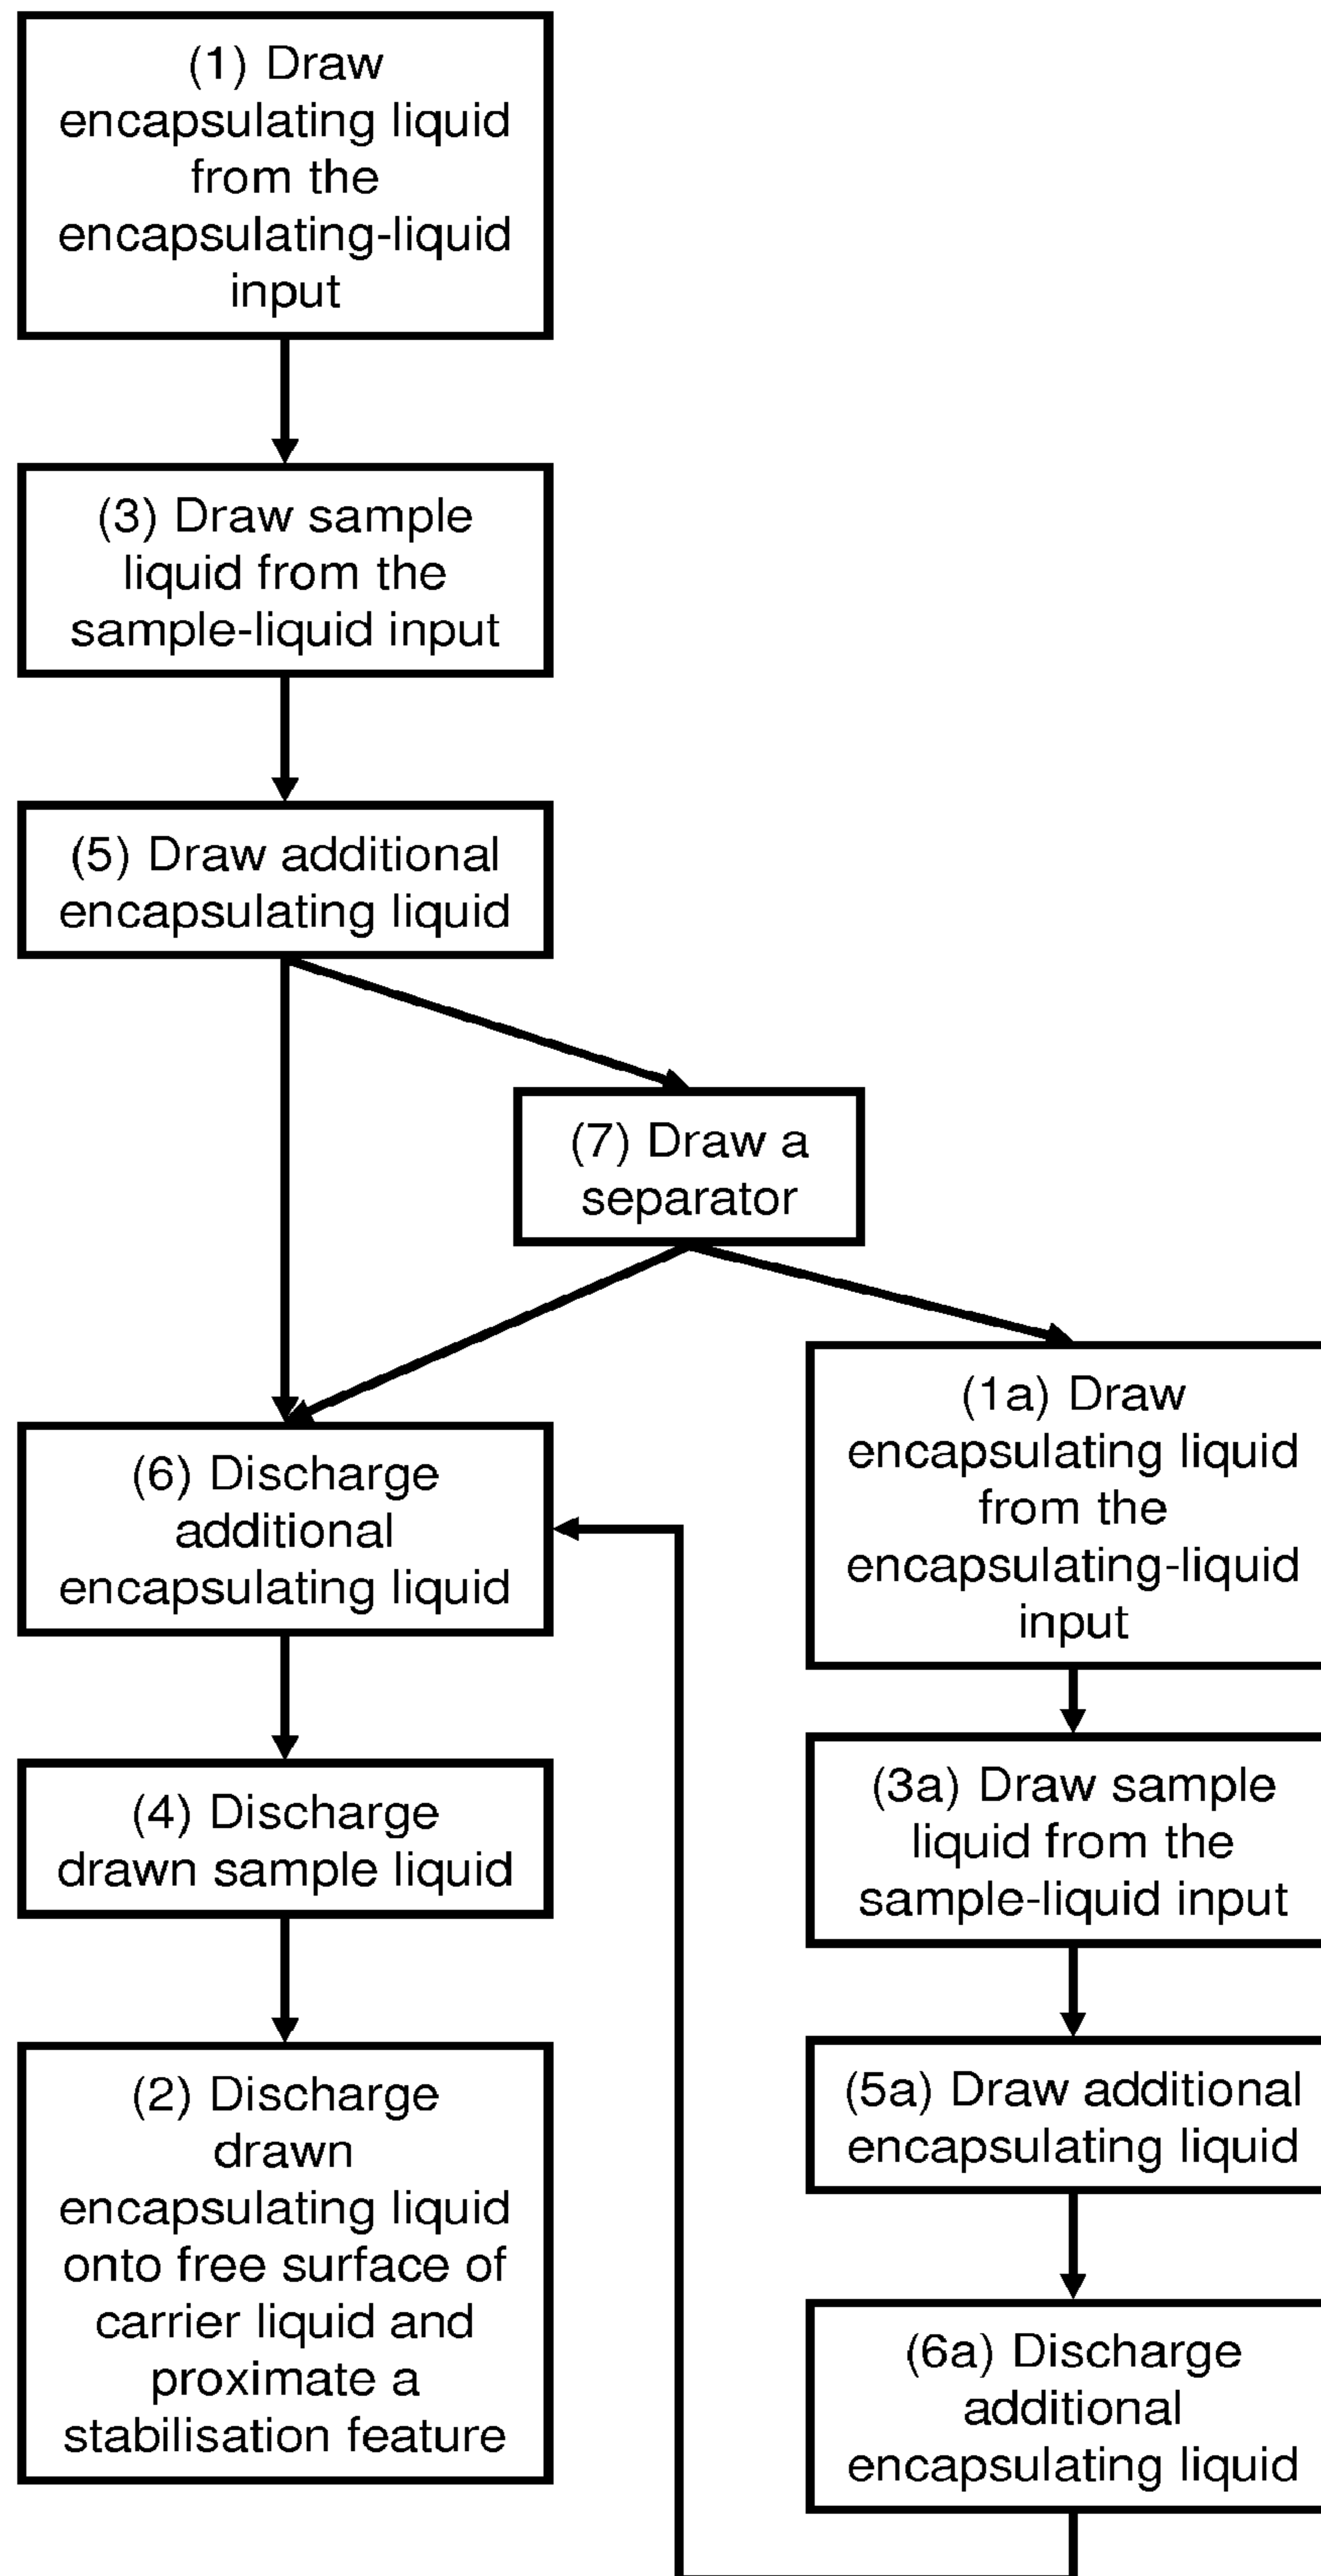 (1) Draw
encapsulating liquid
from the
encapsulating-liquid
input
(3) Draw sample
liquid from the
sample-liquid input
(5) Draw additional
encapsulating liquid
(7) Draw a
separator
(6) Discharge
additional
encapsulating liquid
(4) Discharge
drawn sample liquid
(2) Discharge
drawn
encapsulating liquid
onto free surface of
carrier liquid and
proximate a
stabilisation feature
(1a) Draw
encapsulating liquid
from the
encapsulating-liquid
input
(3a) Draw sample
liquid from the
sample-liquid input
(5a) Draw additional
encapsulating liquid
(6a) Discharge
additional
encapsulating liquid